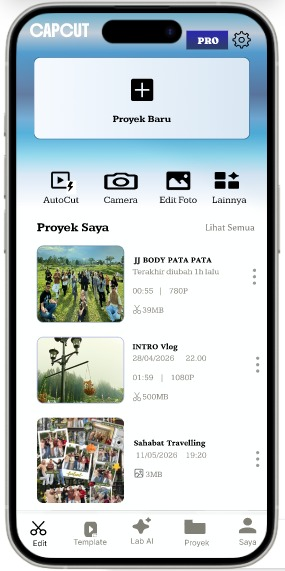 CAPCUT
PRO
Proyek Baru
AutoCut
Camera
Edit Foto
Lainnya
Proyek Saya
Lihat Semua
JJ BODY PATA PATA
Terakhir diubah 1h lalu
00:55 | 780P
39MB
INTRO Vlog
28/04/2026 22.00
01:59 | 1080P
500MB
Sahabat Travelling
11/05/2026 19:20
3MB
Edit
Template
Lab AI
Proyek
Saya